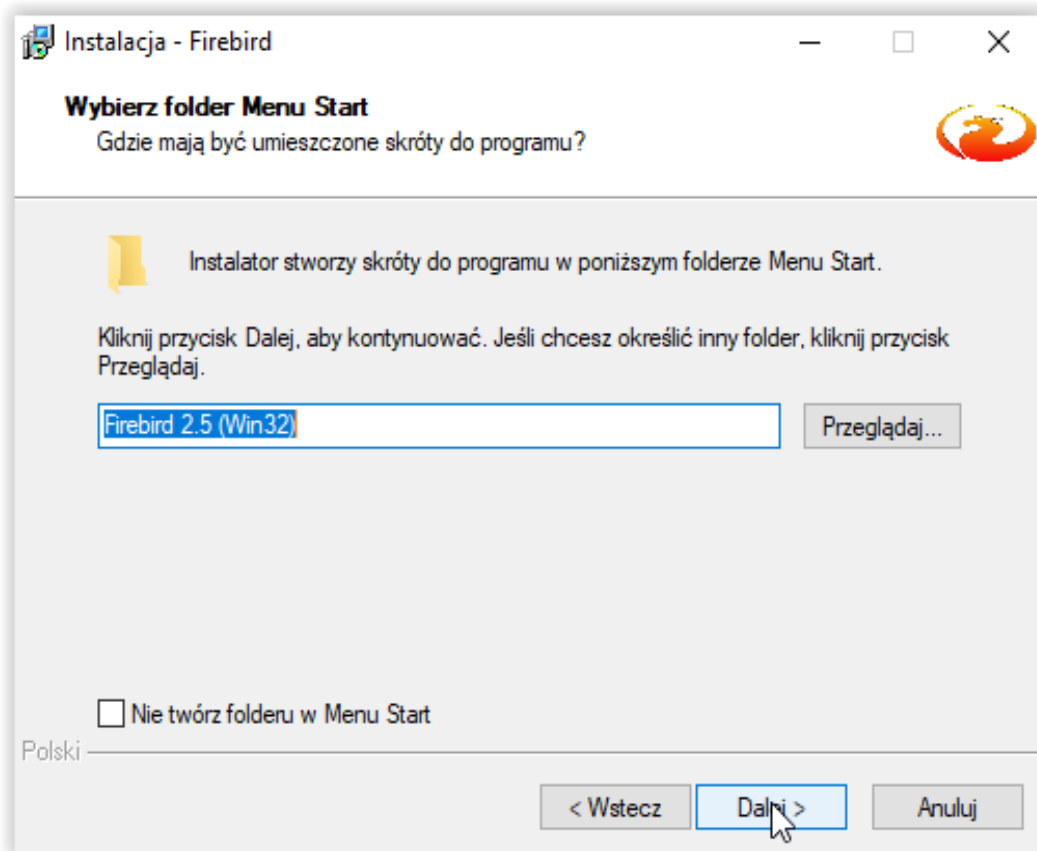 Instalacja - Firebird
Wybierz folder Menu Start
Gdzie mają być umieszczone skróty do programu?
Instalator stworzy skróty do programu w poniższym folderze Menu Start.
Kliknij przycisk Dalej, aby kontynuować. Jeśli chcesz określić inny folder, kliknij przycisk
Przeglądaj.
Firebird 2.5 (Win32)
Przeglądaj...
Nie twórz folderu w Menu Start
Polski
< Wstecz
Dalej >
Anuluj